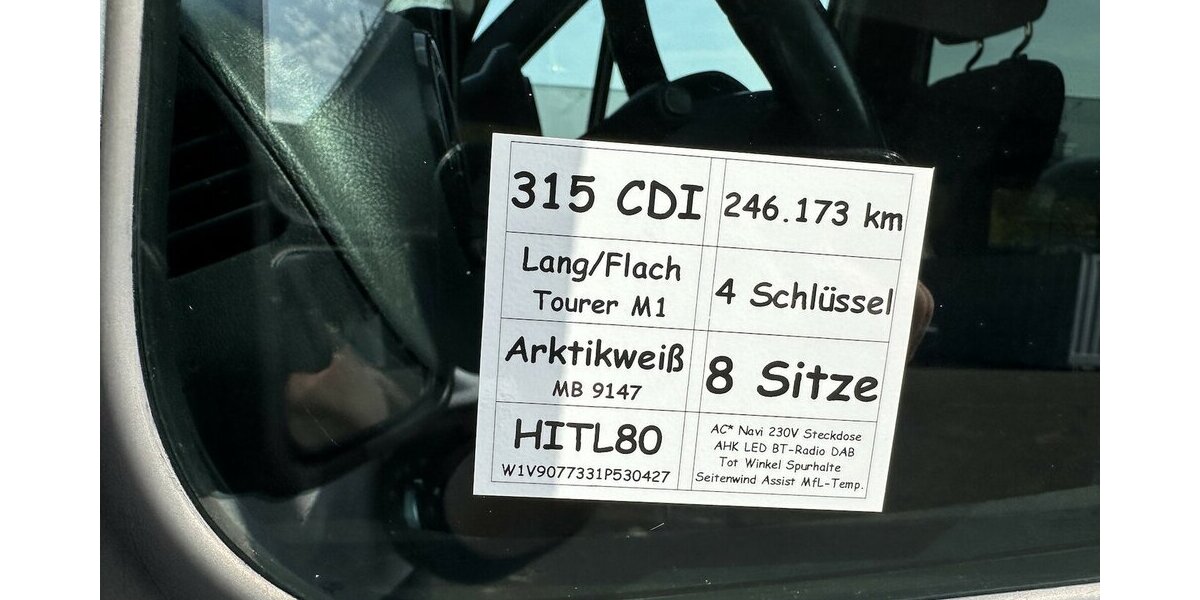 315 CDI
246.173 km
Lang/Flach
Tourer M1
4 Schlüssel
Arktikweiß
MB 9147
8 Sitze
HITL80
W1V9077331P530427
AC* Navi 230V Steckdose
AHK LED BT-Radio DAB
Tot Winkel Spurhalte
Seitenwind Assist MfL-Temp.